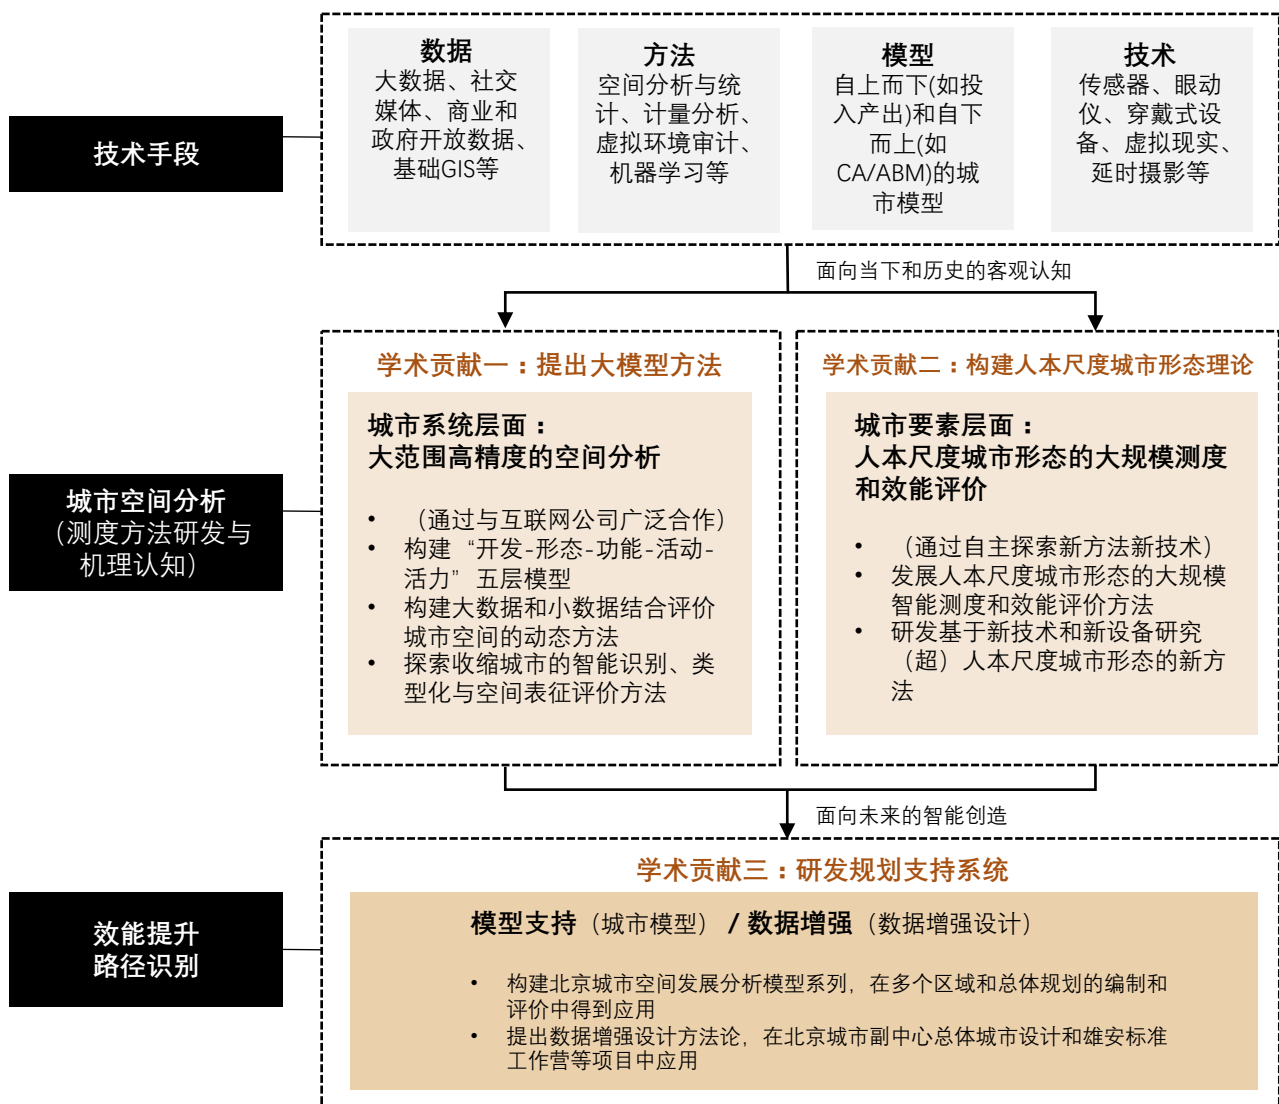 技术手段
数据
大数据、社交
媒体、商业和
政府开放数据、
基础GIS等
方法
空间分析与统
计、计量分析、
虚拟环境审计、
机器学习等
模型
自上而下(如投
入产出)和自下
而上(如
CA/ABM)的城
市模型
技术
传感器、眼动
仪、穿戴式设
备、虚拟现实、
延时摄影等
面向当下和历史的客观认知
城市空间分析
（测度方法研发与
机理认知）
学术贡献一：提出大模型方法
城市系统层面：
大范围高精度的空间分析
• （通过与互联网公司广泛合作）
• 构建“开发-形态-功能-活动-
活力”五层模型
• 构建大数据和小数据结合评价
城市空间的动态方法
• 探索收缩城市的智能识别、类
型化与空间表征评价方法
学术贡献二：构建人本尺度城市形态理论
城市要素层面：
人本尺度城市形态的大规模测度
和效能评价
• （通过自主探索新方法新技术）
• 发展人本尺度城市形态的大规模
智能测度和效能评价方法
• 研发基于新技术和新设备研究
（超）人本尺度城市形态的新方
法
面向未来的智能创造
效能提升
路径识别
学术贡献三：研发规划支持系统
模型支持（城市模型）/ 数据增强（数据增强设计）
• 构建北京城市空间发展分析模型系列，在多个区域和总体规划的编制和
评价中得到应用
• 提出数据增强设计方法论，在北京城市副中心总体城市设计和雄安标准
工作营等项目中应用